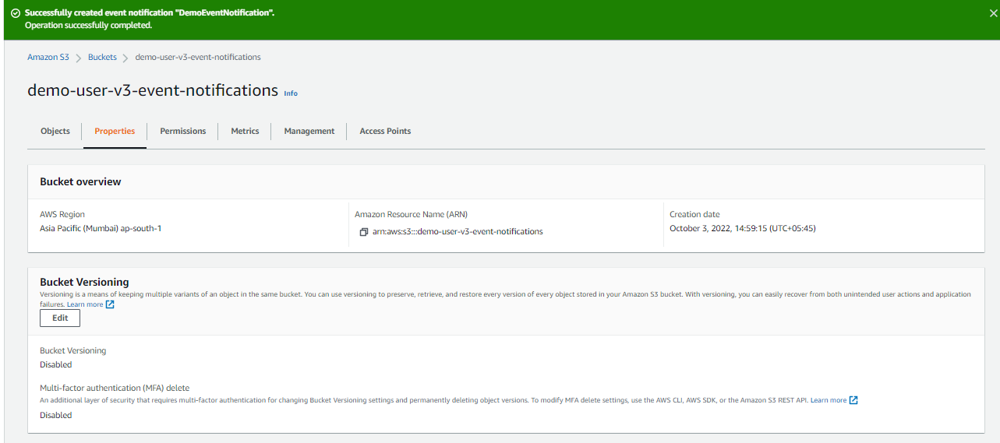 Successfully created event notification "DemoEventNotification".
Operation successfully completed.
Amazon S3 > Buckets > demo-user-v3-event-notifications
demo-user-v3-event-notifications Info
Objects Properties Permissions Metrics Management Access Points
Bucket overview
AWS Region
Asia Pacific (Mumbai) ap-south-1
Amazon Resource Name (ARN)
arn:aws:s3:::demo-user-v3-event-notifications
Creation date
October 3, 2022, 14:59:15 (UTC+05:45)
Bucket Versioning
Versioning is a means of keeping multiple variants of an object in the same bucket. You can use versioning to preserve, retrieve, and restore every version of every object stored in your Amazon S3 bucket. With versioning, you can easily recover from both unintended user actions and application
failures. Learn more
Edit
Bucket Versioning
Disabled
Multi-factor authentication (MFA) delete
An additional layer of security that requires multi-factor authentication for changing Bucket Versioning settings and permanently deleting object versions. To modify MFA delete settings, use the AWS CLI, AWS SDK, or the Amazon S3 REST API. Learn more
Disabled